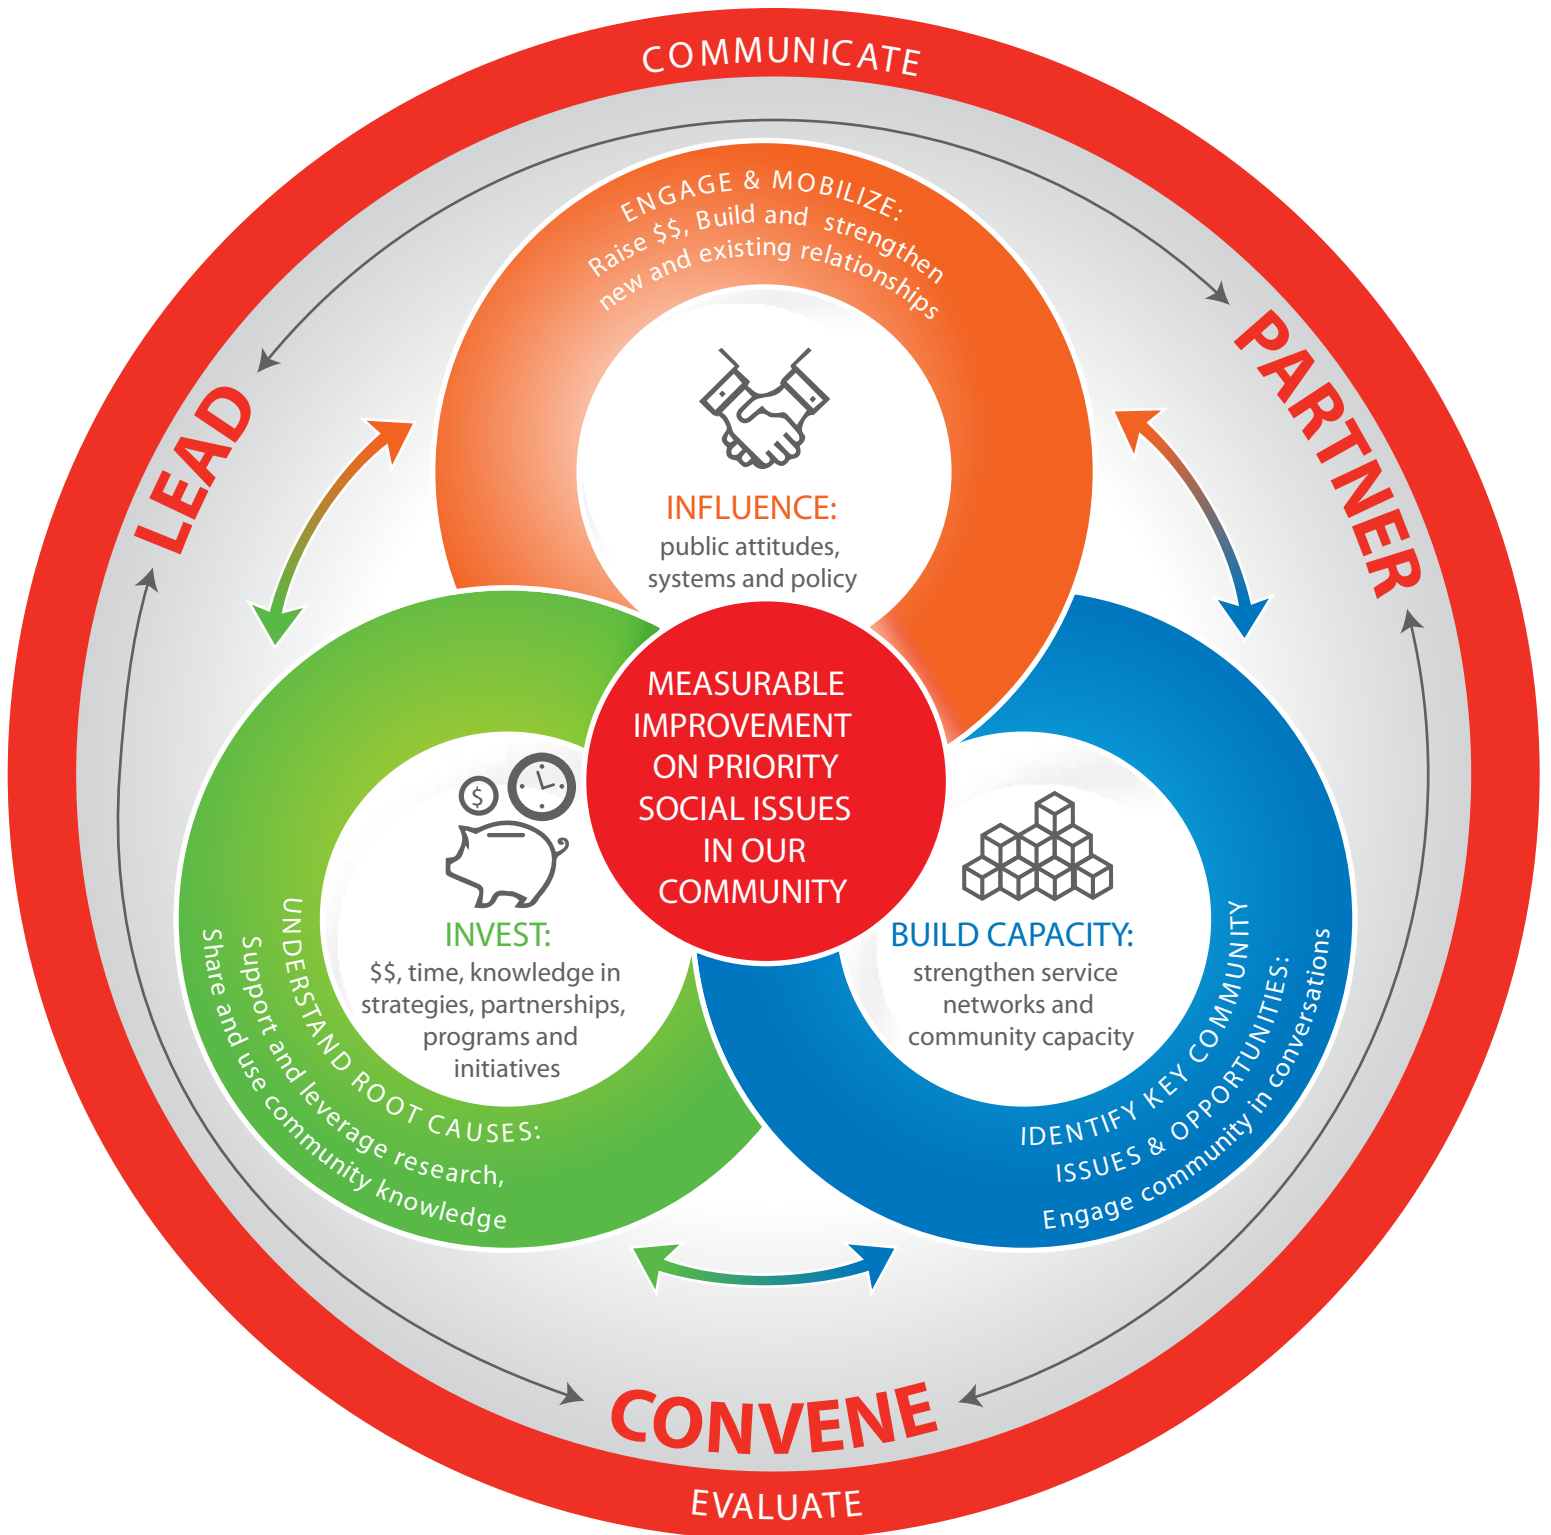 COMMUNICATE
LEAD
PARTNER
ENGAGE & MOBILIZE:
Raise $$, Build and strengthen
new and existing relationships
INFLUENCE:
public attitudes,
systems and policy
MEASURABLE
IMPROVEMENT
ON PRIORITY
SOCIAL ISSUES
IN OUR
COMMUNITY
$
INVEST:
$$, time, knowledge in
strategies, partnerships,
programs and
initiatives
UNDERSTAND ROOT CAUSES:
Support and leverage research,
Share and use community knowledge
BUILD CAPACITY:
strengthen service
networks and
community capacity
IDENTIFY KEY COMMUNITY
ISSUES & OPPORTUNITIES:
Engage community in conversations
CONVENE
EVALUATE